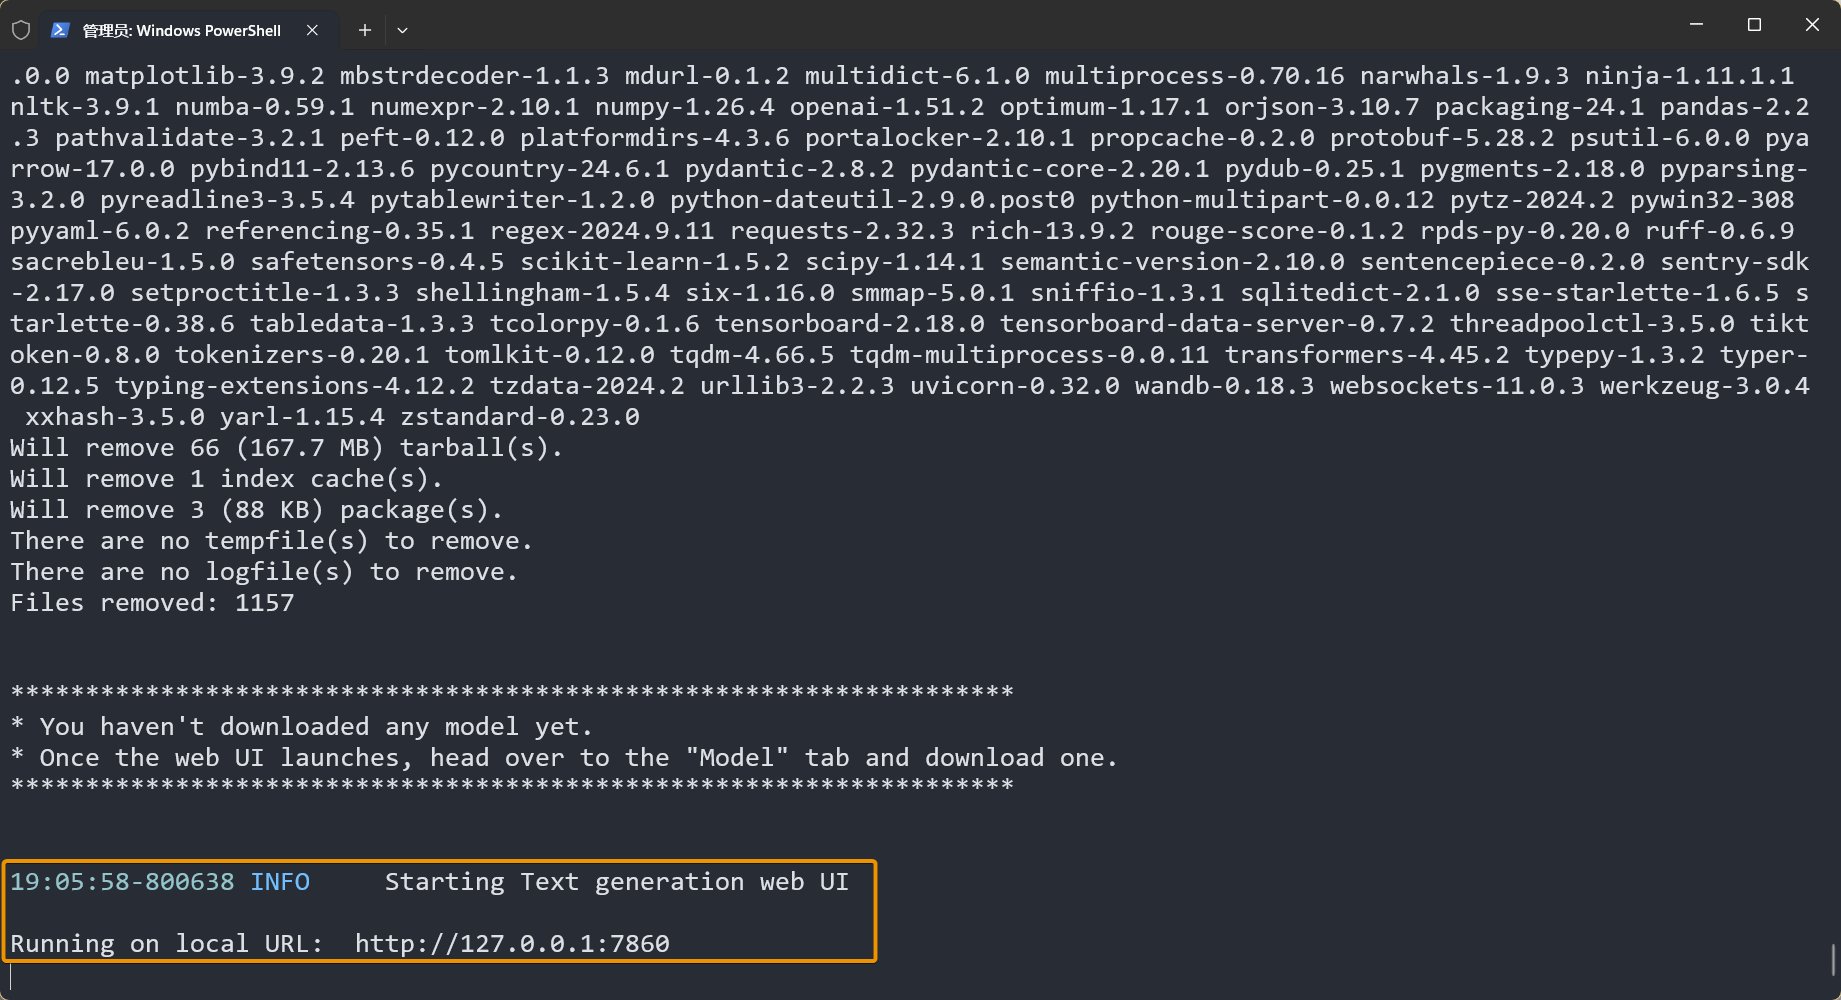 管理员: Windows PowerShell
.0.0 matplotlib-3.9.2 mbstrdecoder-1.1.3 mdurl-0.1.2 multidict-6.1.0 multiprocess-0.70.16 narwhals-1.9.3 ninja-1.11.1.1
nltk-3.9.1 numba-0.59.1 numexpr-2.10.1 numpy-1.26.4 openai-1.51.2 optimum-1.17.1 orjson-3.10.7 packaging-24.1 pandas-2.2
.3 pathvalidate-3.2.1 peft-0.12.0 platformdirs-4.3.6 portalocker-2.10.1 propcache-0.2.0 protobuf-5.28.2 psutil-6.0.0 pya
rrow-17.0.0 pybind11-2.13.6 pycountry-24.6.1 pydantic-2.8.2 pydantic-core-2.20.1 pydub-0.25.1 pygments-2.18.0 pyparsing-
3.2.0 pyreadline3-3.5.4 pytablewriter-1.2.0 python-dateutil-2.9.0.post0 python-multipart-0.0.12 pytz-2024.2 pywin32-308
pyyaml-6.0.2 referencing-0.35.1 regex-2024.9.11 requests-2.32.3 rich-13.9.2 rouge-score-0.1.2 rpds-py-0.20.0 ruff-0.6.9
sacrebleu-1.5.0 safetensors-0.4.5 scikit-learn-1.5.2 scipy-1.14.1 semantic-version-2.10.0 sentencepiece-0.2.0 sentry-sdk
-2.17.0 setproctitle-1.3.3 shellingham-1.5.4 six-1.16.0 smmap-5.0.1 sniffio-1.3.1 sqlitedict-2.1.0 sse-starlette-1.6.5 s
tarlette-0.38.6 tabledata-1.3.3 tcolorpy-0.1.6 tensorboard-2.18.0 tensorboard-data-server-0.7.2 threadpoolctl-3.5.0 tikt
oken-0.8.0 tokenizers-0.20.1 tomlkit-0.12.0 tqdm-4.66.5 tqdm-multiprocess-0.0.11 transformers-4.45.2 typepy-1.3.2 typer-
0.12.5 typing-extensions-4.12.2 tzdata-2024.2 urllib3-2.2.3 uvicorn-0.32.0 wandb-0.18.3 websockets-11.0.3 werkzeug-3.0.4
 xxhash-3.5.0 yarl-1.15.4 zstandard-0.23.0
Will remove 66 (167.7 MB) tarball(s).
Will remove 1 index cache(s).
Will remove 3 (88 KB) package(s).
There are no tempfile(s) to remove.
There are no logfile(s) to remove.
Files removed: 1157
*******************************************************************
* You haven't downloaded any model yet.
* Once the web UI launches, head over to the "Model" tab and download one.
*******************************************************************
19:05:58-800638 INFO     Starting Text generation web UI
Running on local URL:  http://127.0.0.1:7860